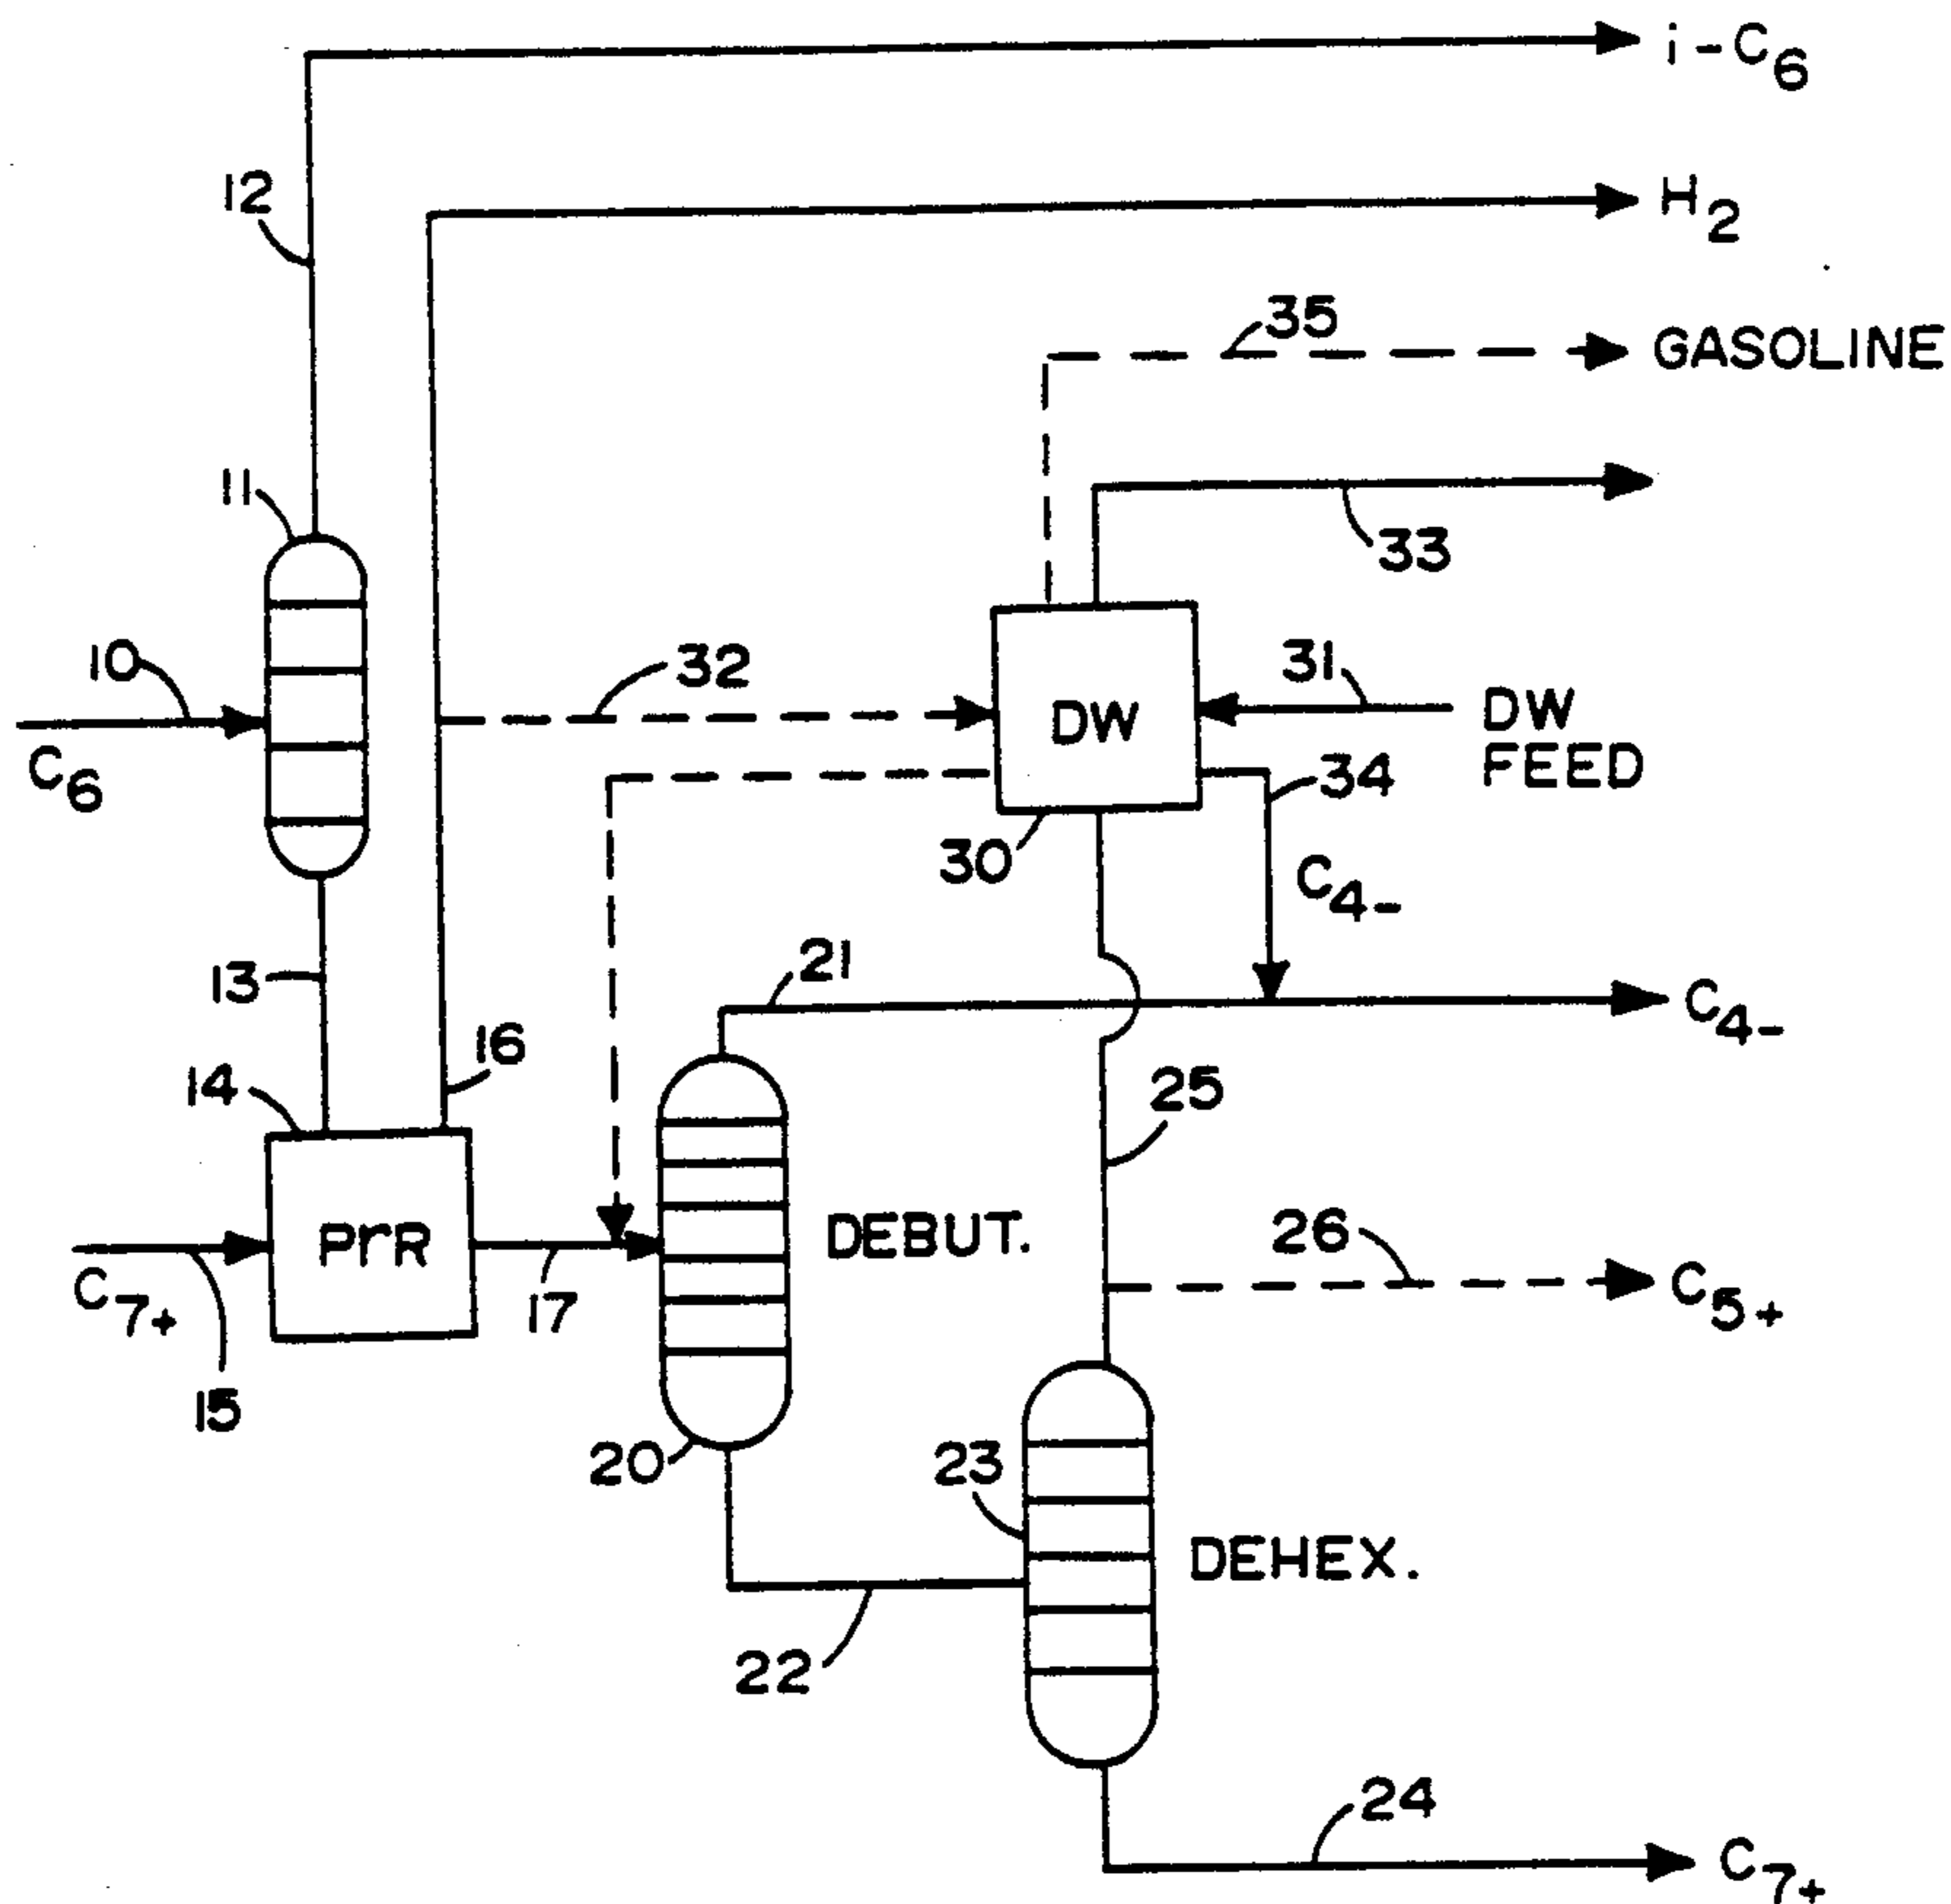 i-C6
12
H2
35
GASOLINE
11
33
10
32
31
DW
DW
FEED
C6
34
30
C4-
13
21
C4-
16
14
25
PtR
DEBUT.
26
C5+
C7+
17
15
20
23
DEHEX.
22
24
C7+